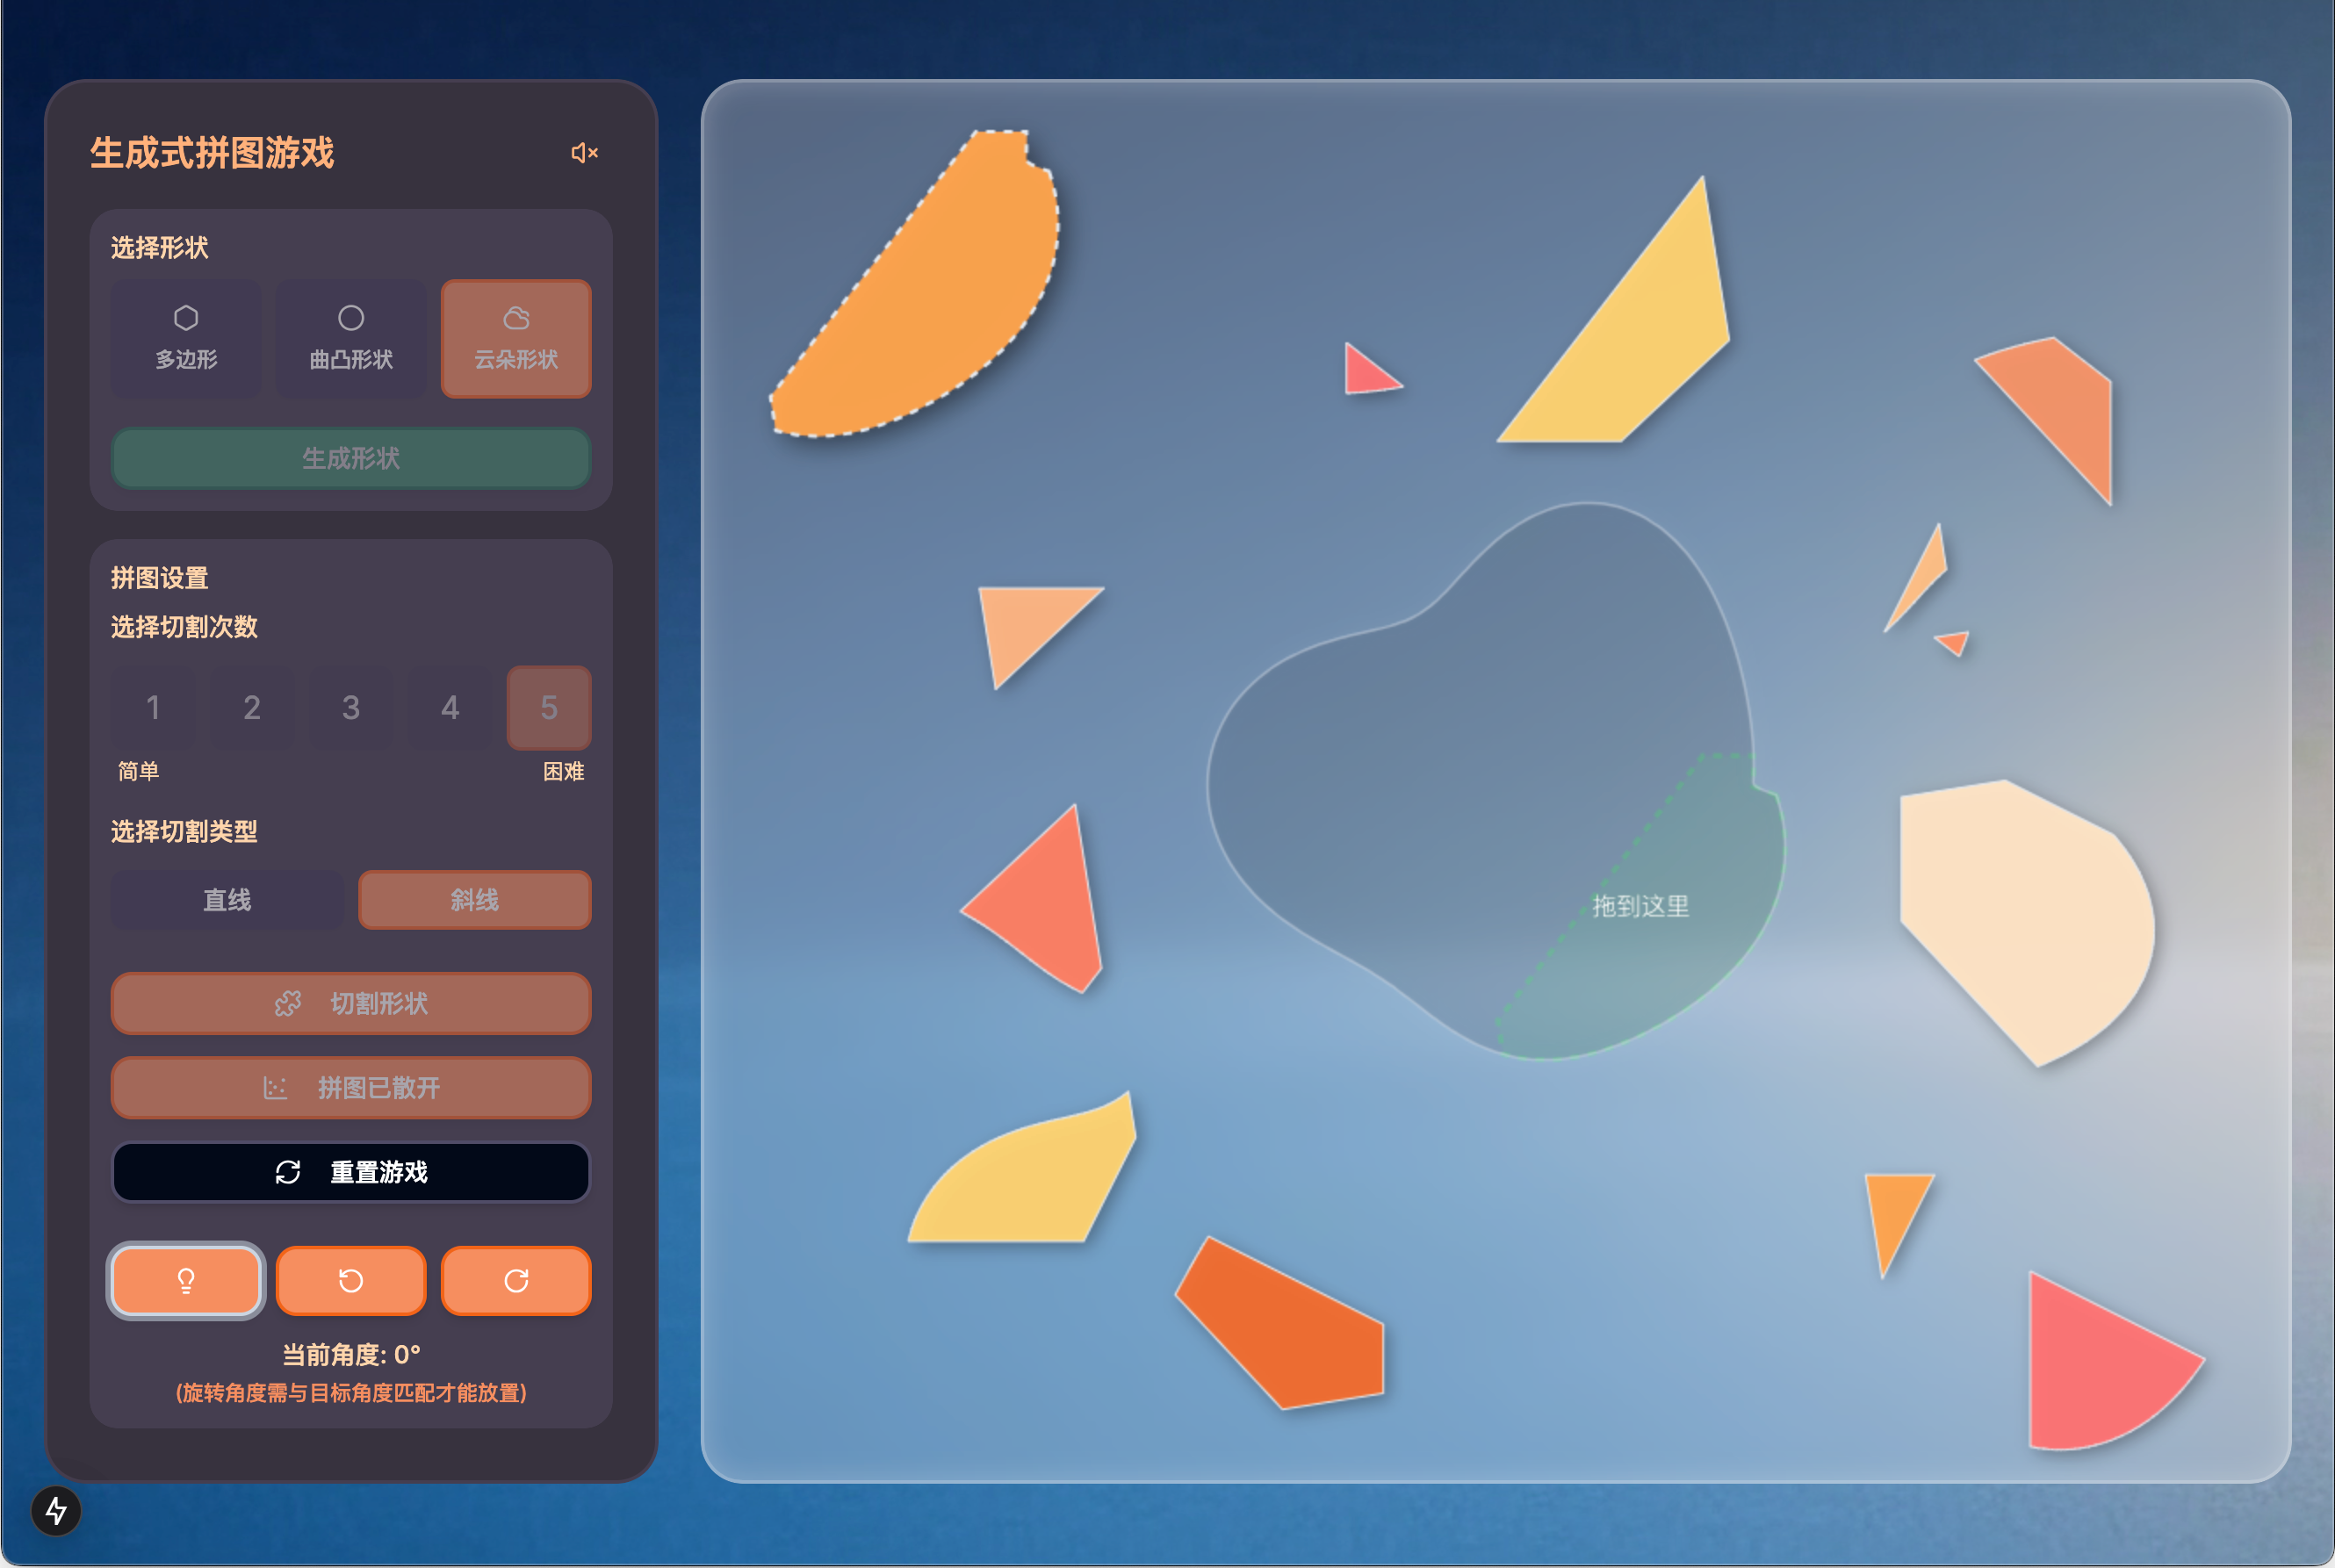 生成式拼图游戏
选择形状
多边形
曲凸形状
云朵形状
生成形状
拼图设置
选择切割次数
1
2
3
4
5
简单
困难
选择切割类型
直线
斜线
切割形状
拼图已散开
重置游戏
当前角度: 0°
(旋转角度需与目标角度匹配才能放置)
拖到这里